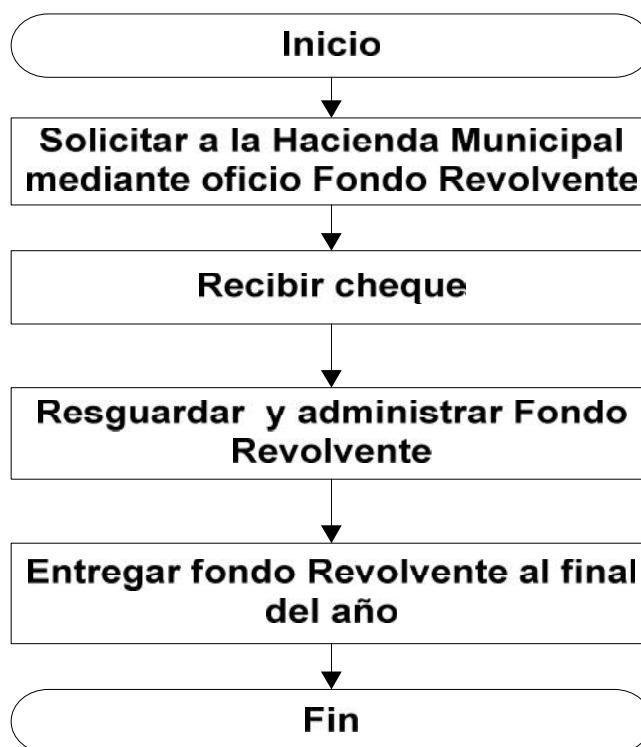 Inicio
Solicitar a la Hacienda Municipal
mediante oficio Fondo Revolvente
Recibir cheque
Resguardar y administrar Fondo
Revolvente
Entregar fondo Revolvente al final
del año
Fin